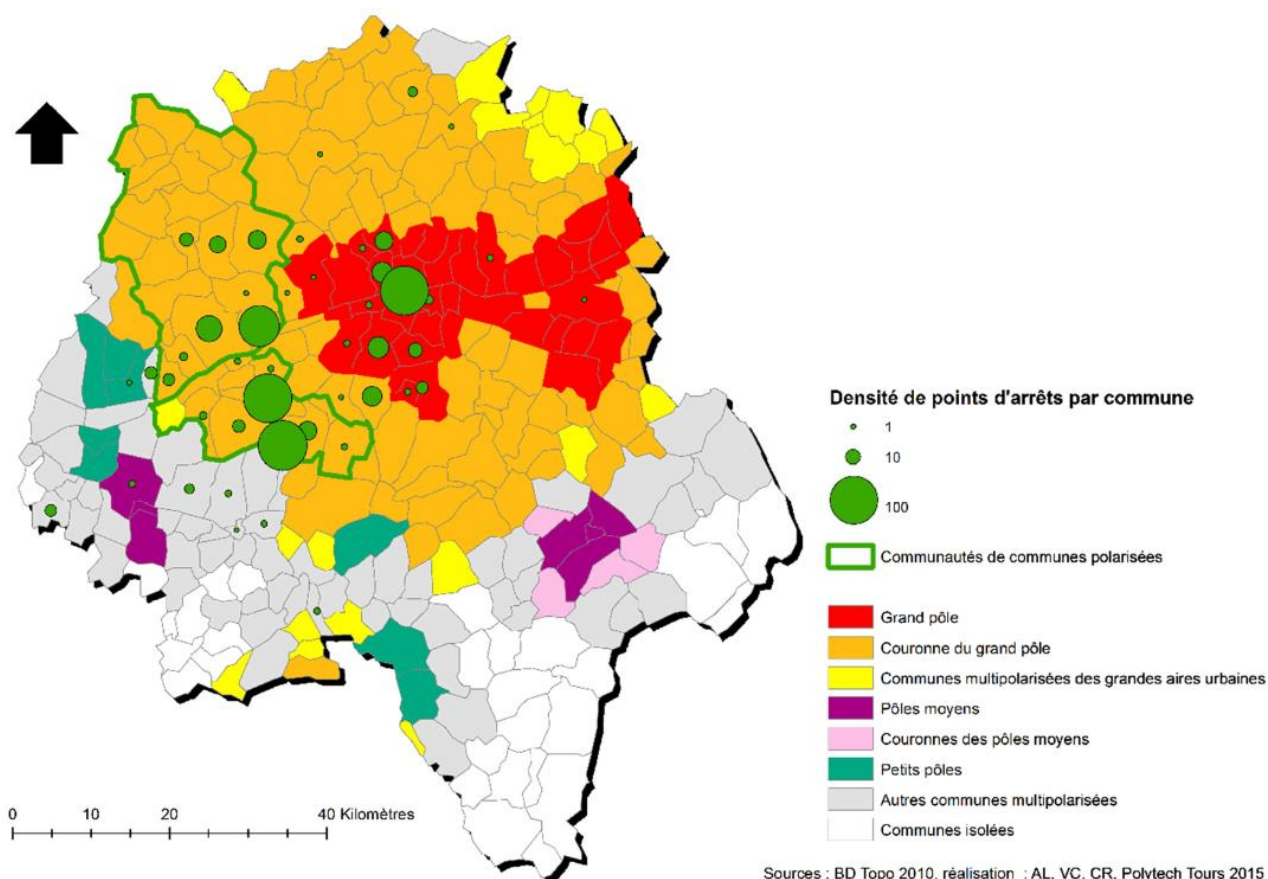 Densité de points d'arrêts par commune
1
10
100
Communautés de communes polarisées
Grand pôle
Couronne du grand pôle
Communes multipolarisées des grandes aires urbaines
Pôles moyens
Couronnes des pôles moyens
Petits pôles
Autres communes multipolarisées
Communes isolées
0 10 20 40 Kilomètres
Sources : BD Topo 2010, réalisation : AL, VC, CR, Polytech Tours 2015